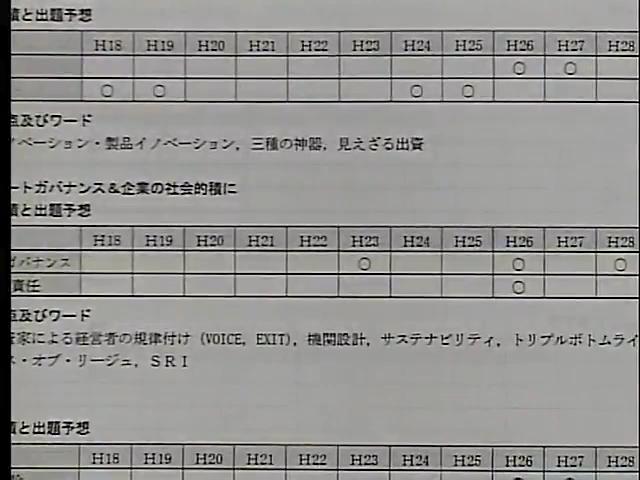 績と出題予想
H18 H19 H20 H21 H22 H23 H24 H25 H26 H27 H28
○ ○
○ ○ ○ ○
点及びワード
ノベーション・製品イノベーション，三種の神器，見えざる出資
ートガバナンス＆企業の社会的積に
績と出題予想
H18 H19 H20 H21 H22 H23 H24 H25 H26 H27 H28
ガバナンス ○ ○ ○
責任 ○
点及びワード
家による経営者の規律付け（VOICE，EXIT），機関設計，サステナビリティ，トリプルボトムライ
ス・オブ・リージュ，ＳＲＩ
績と出題予想
H18 H19 H20 H21 H22 H23 H24 H25 H26 H27 H28